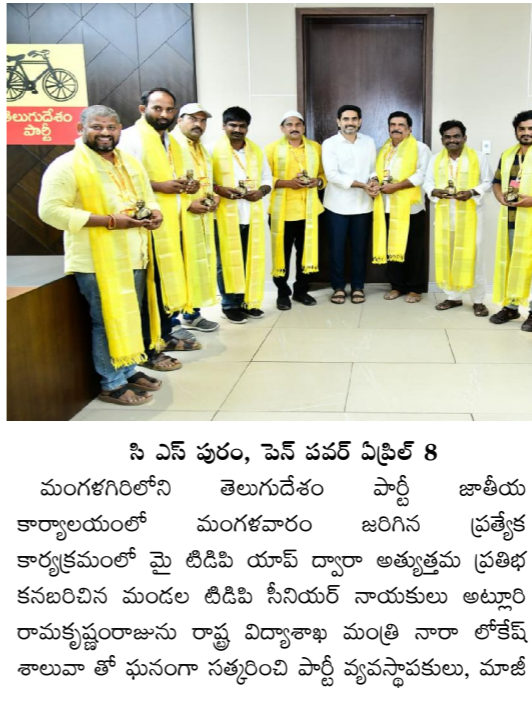 తెలుగుదేశం
పార్టీ
సి ఎస్ పురం, పెన్ పవర్ ఏప్రిల్ 8
మంగళగిరిలోని తెలుగుదేశం పార్టీ జాతీయ
కార్యాలయంలో మంగళవారం జరిగిన ప్రత్యేక
కార్యక్రమంలో మై టిడిపి యాప్ ద్వారా అత్యుత్తమ ప్రతిభ
కనబరిచిన మండల టిడిపి సీనియర్ నాయకులు అట్లూరి
రామకృష్ణంరాజును రాష్ట్ర విద్యాశాఖ మంత్రి నారా లోకేష్
శాలువా తో ఘనంగా సత్కరించి పార్టీ వ్యవస్థాపకులు, మాజీ